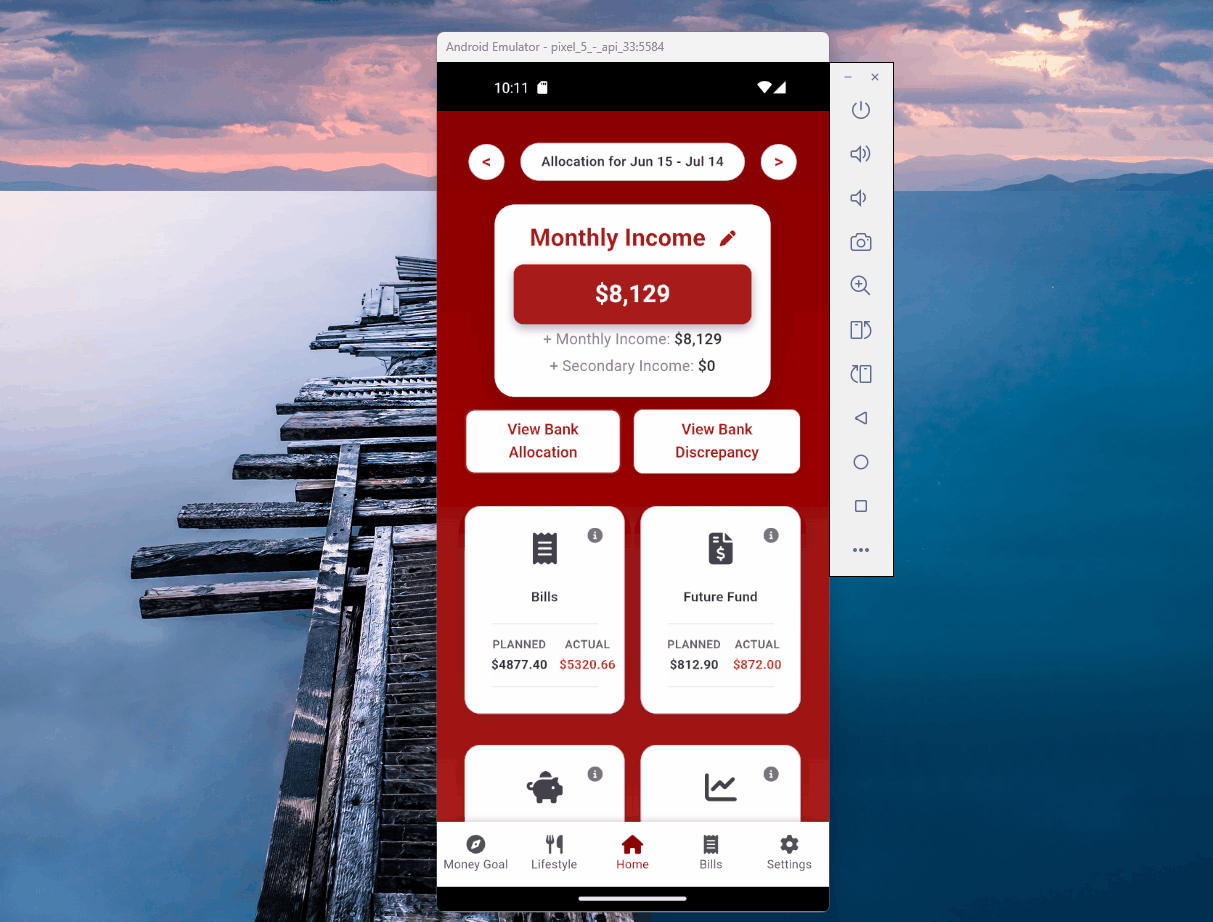 Android Emulator - pixel_5_-_api_33:5584
10:11
< Allocation for Jun 15 - Jul 14 >
Monthly Income
$8,129
+ Monthly Income: $8,129
+ Secondary Income: $0
View Bank
Allocation
View Bank
Discrepancy
Bills
PLANNED ACTUAL
$4877.40 $5320.66
Future Fund
PLANNED ACTUAL
$812.90 $872.00
Money Goal Lifestyle Home Bills Settings